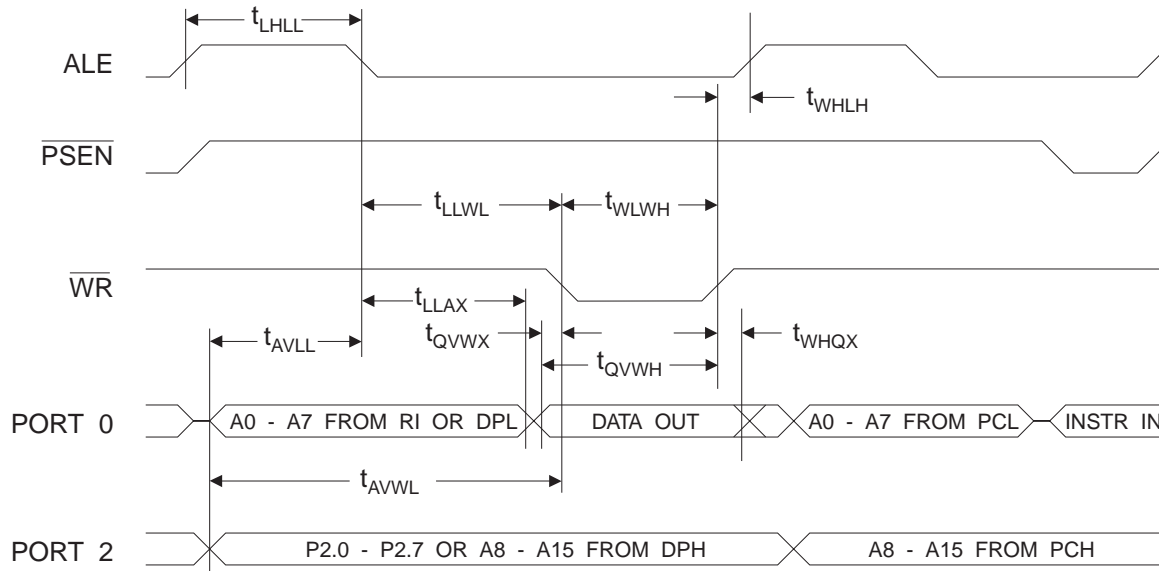 tLHLL
ALE
tWHLH
PSEN
tLLWL
tWLWH
WR
tLLAX
tQVWX
tWHQX
tAVLL
tQVWH
PORT 0
A0 - A7 FROM RI OR DPL
DATA OUT
A0 - A7 FROM PCL
INSTR IN
tAVWL
PORT 2
P2.0 - P2.7 OR A8 - A15 FROM DPH
A8 - A15 FROM PCH